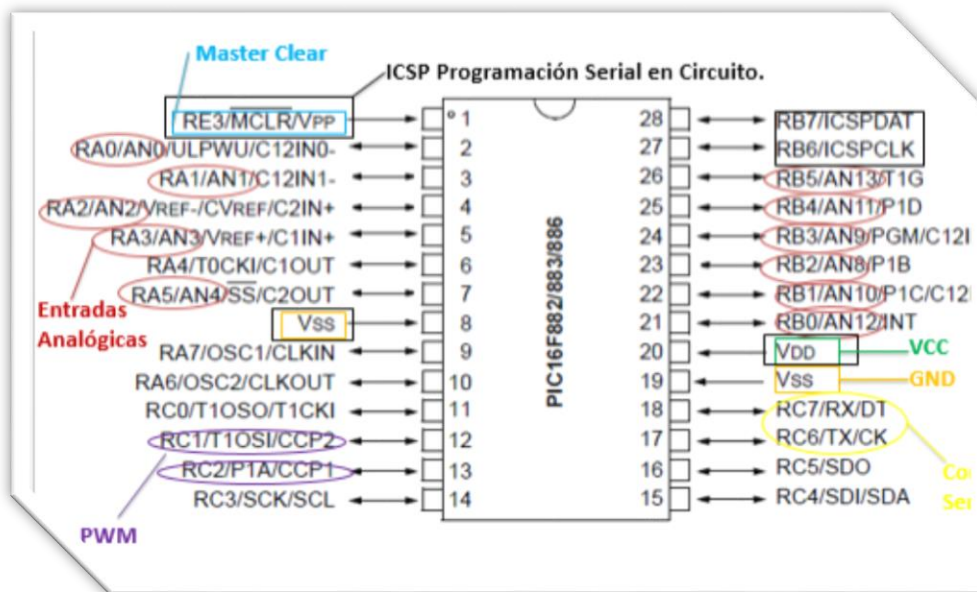 Master Clear
ICSP Programación Serial en Circuito.
RE3/MCLR/VPP
1
28
RB7/ICSPDAT
RA0/AN0/ULPWU/C12IN0-
2
27
RB6/ICSPCLK
RA1/AN1/C12IN1-
3
26
RB5/AN13/T1G
RA2/AN2/VREF-/CVREF/C2IN+
4
25
RB4/AN11/P1D
RA3/AN3/VREF+/C1IN+
5
24
RB3/AN9/PGM/C12I
RA4/T0CKI/C1OUT
6
23
RB2/AN8/P1B
RA5/AN4/SS/C2OUT
7
22
RB1/AN10/P1C/C12
Entradas
Analógicas
VSS
8
21
RB0/AN12/INT
RA7/OSC1/CLKIN
9
20
VDD
VCC
RA6/OSC2/CLKOUT
10
19
VSS
GND
RC0/T1OSO/T1CKI
11
18
RC7/RX/DT
RC1/T1OSI/CCP2
12
17
RC6/TX/CK
RC2/P1A/CCP1
13
16
RC5/SDO
RC3/SCK/SCL
14
15
RC4/SDI/SDA
PIC16F882/883/886
PWM
Co
Ser